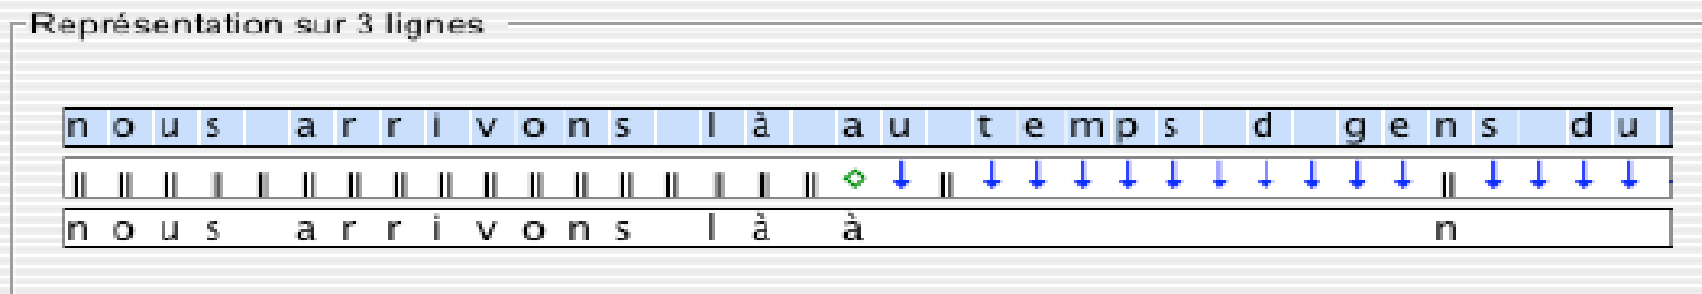 Représentation sur 3 lignes
nous arrivons là au temps d gens du
nous arrivons là à n